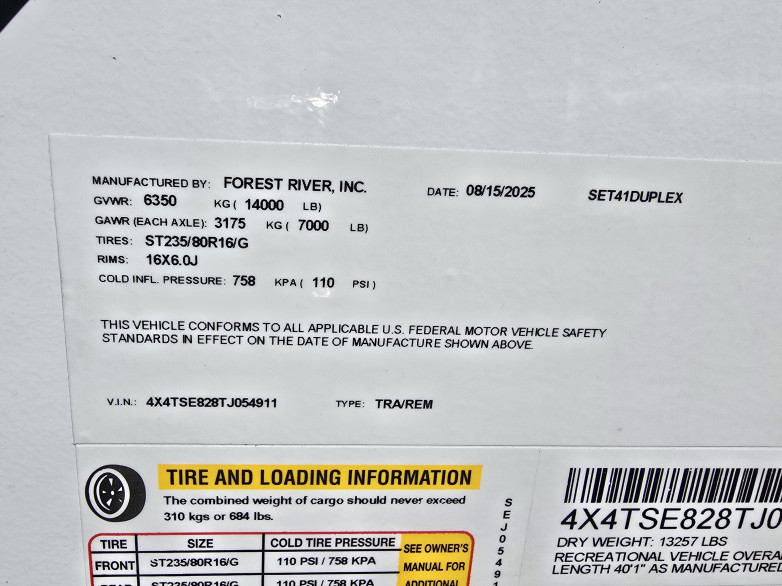 MANUFACTURED BY: FOREST RIVER, INC. DATE: 08/15/2025 SET41DUPLEX
GVWR: 6350 KG ( 14000 LB)
GAWR (EACH AXLE): 3175 KG ( 7000 LB)
TIRES: ST235/80R16/G
RIMS: 16X6.0J
COLD INFL. PRESSURE: 758 KPA ( 110 PSI )
THIS VEHICLE CONFORMS TO ALL APPLICABLE U.S. FEDERAL MOTOR VEHICLE SAFETY
STANDARDS IN EFFECT ON THE DATE OF MANUFACTURE SHOWN ABOVE.
V.I.N.: 4X4TSE828TJ054911 TYPE: TRA/REM
TIRE AND LOADING INFORMATION
The combined weight of cargo should never exceed
310 kgs or 684 lbs.
TIRE SIZE COLD TIRE PRESSURE SEE OWNER'S
FRONT ST235/80R16/G 110 PSI / 758 KPA MANUAL FOR
REAR ST235/80R16/G 110 PSI / 758 KPA ADDITIONAL
SEJ05491
4X4TSE828TJ0
DRY WEIGHT: 13257 LBS
RECREATIONAL VEHICLE OVERA
LENGTH 40'1" AS MANUFACTURED